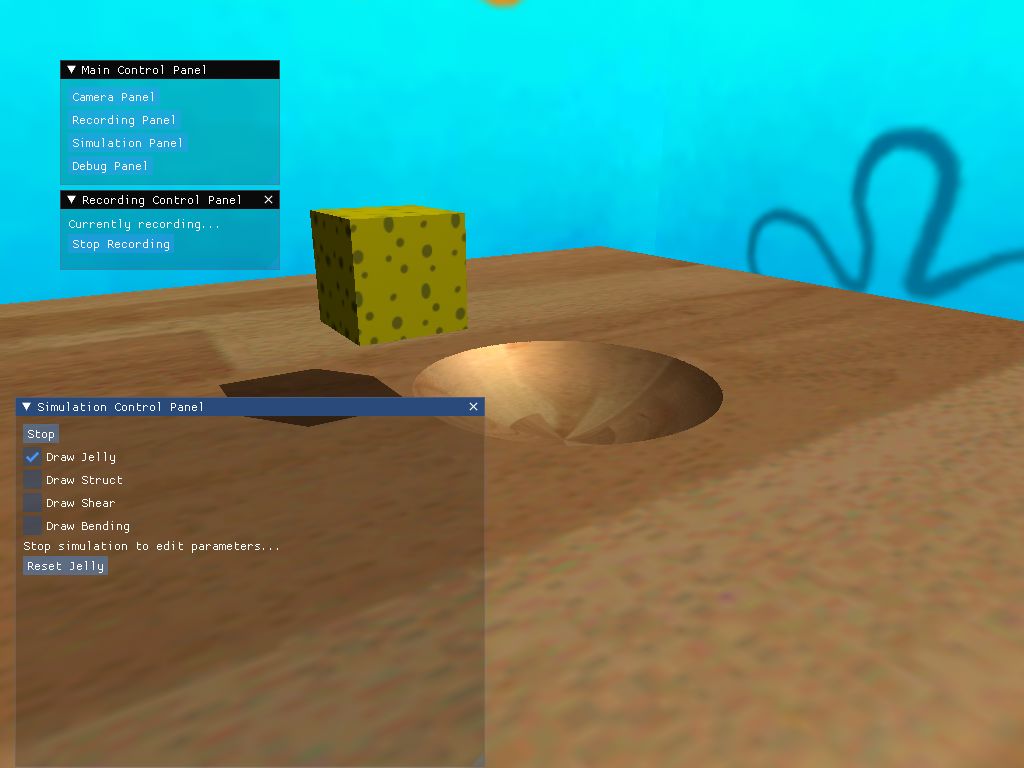 Main Control Panel
Camera Panel
Recording Panel
Simulation Panel
Debug Panel
Recording Control Panel
Currently recording...
Stop Recording
Simulation Control Panel
Stop
Draw Jelly
Draw Struct
Draw Shear
Draw Bending
Stop simulation to edit parameters...
Reset Jelly